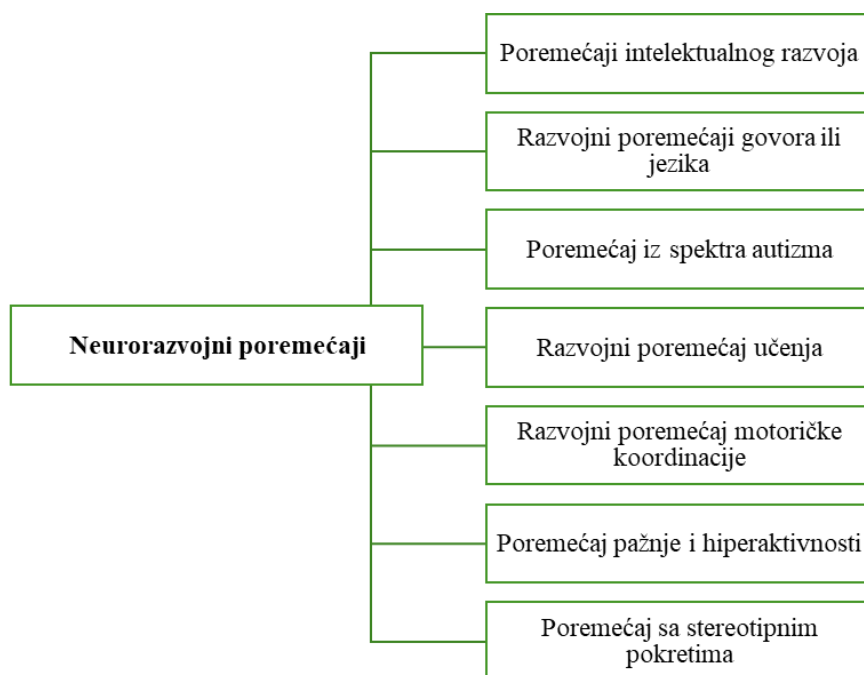 Poremećaji intelektualnog razvoja
Razvojni poremećaji govora ili
jezika
Poremećaj iz spektra autizma
Neurorazvojni poremećaji
Razvojni poremećaj učenja
Razvojni poremećaj motoričke
koordinacije
Poremećaj pažnje i hiperaktivnosti
Poremećaj sa stereotipnim
pokretima